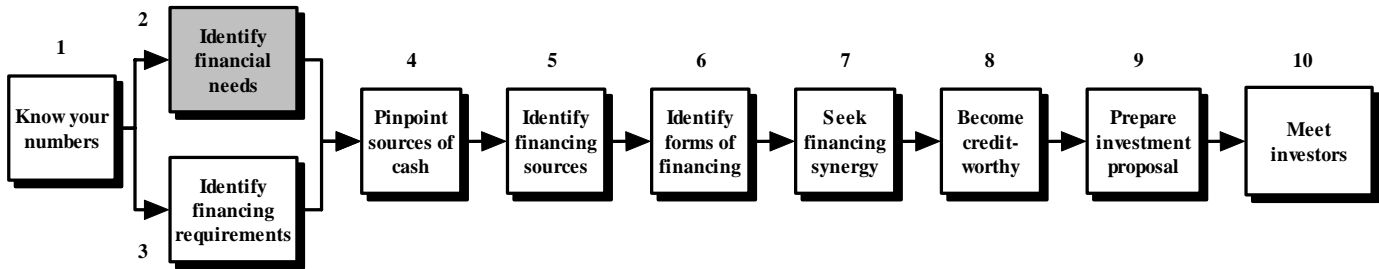 1
Know your
numbers
2
Identify
financial
needs
3
Identify
financing
requirements
4
Pinpoint
sources of
cash
5
Identify
financing
sources
6
Identify
forms of
financing
7
Seek
financing
synergy
8
Become
credit-
worthy
9
Prepare
investment
proposal
10
Meet
investors